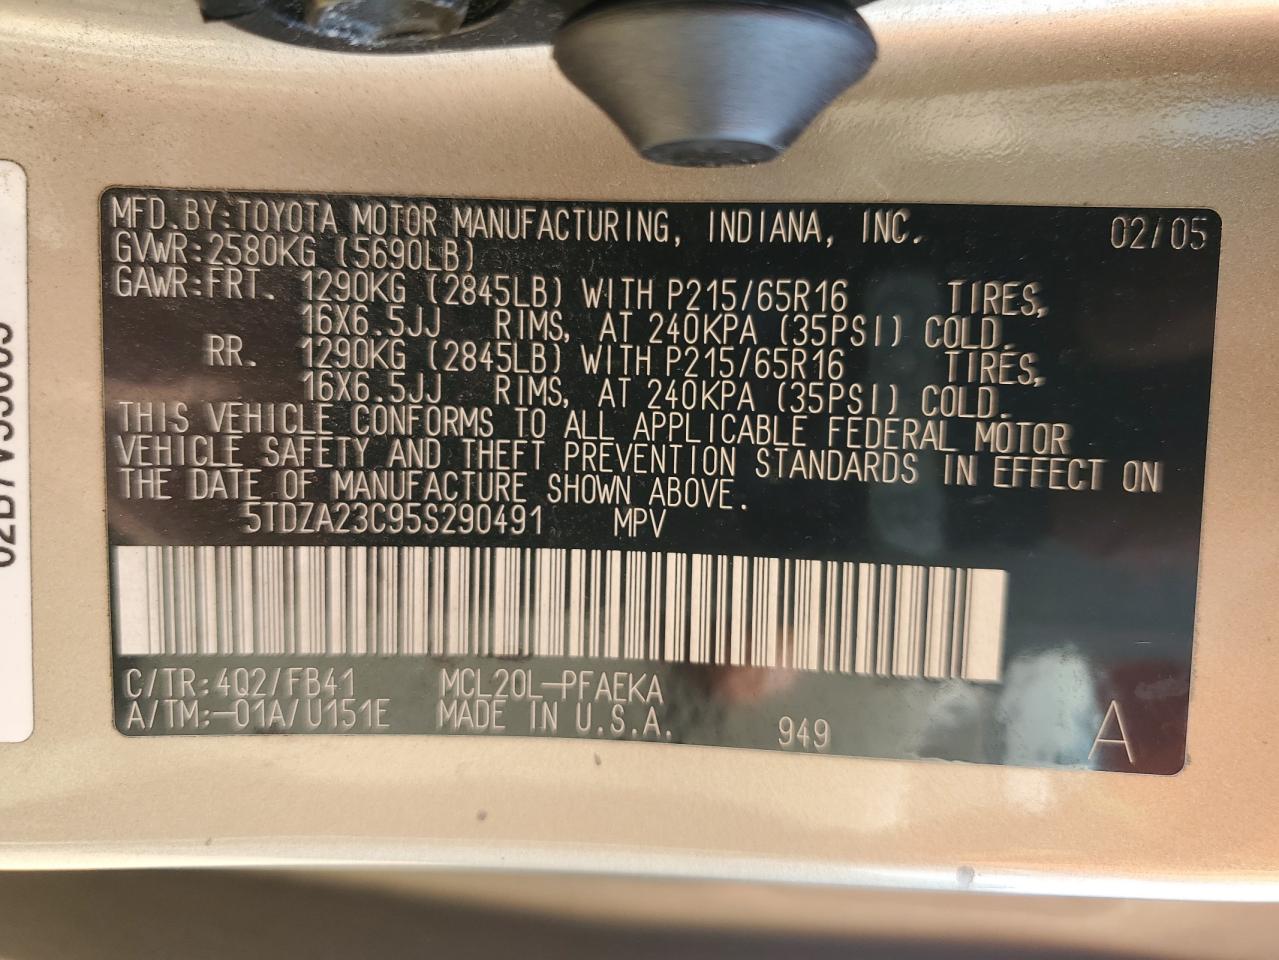 MFD.BY:TOYOTA MOTOR MANUFACTURING, INDIANA, INC. 02/05
GVWR:2580KG (5690LB)
GAWR:FRT. 1290KG (2845LB) WITH P215/65R16 TIRES,
16X6.5JJ RIMS, AT 240KPA (35PSI) COLD.
RR. 1290KG (2845LB) WITH P215/65R16 TIRES,
16X6.5JJ RIMS, AT 240KPA (35PSI) COLD.
THIS VEHICLE CONFORMS TO ALL APPLICABLE FEDERAL MOTOR
VEHICLE SAFETY AND THEFT PREVENTION STANDARDS IN EFFECT ON
THE DATE OF MANUFACTURE SHOWN ABOVE.
5TDZA23C95S290491 MPV
C/TR:4Q2/FB41 MCL20L-PFAEKA
A/TM:-01A/U151E MADE IN U.S.A. 949 A